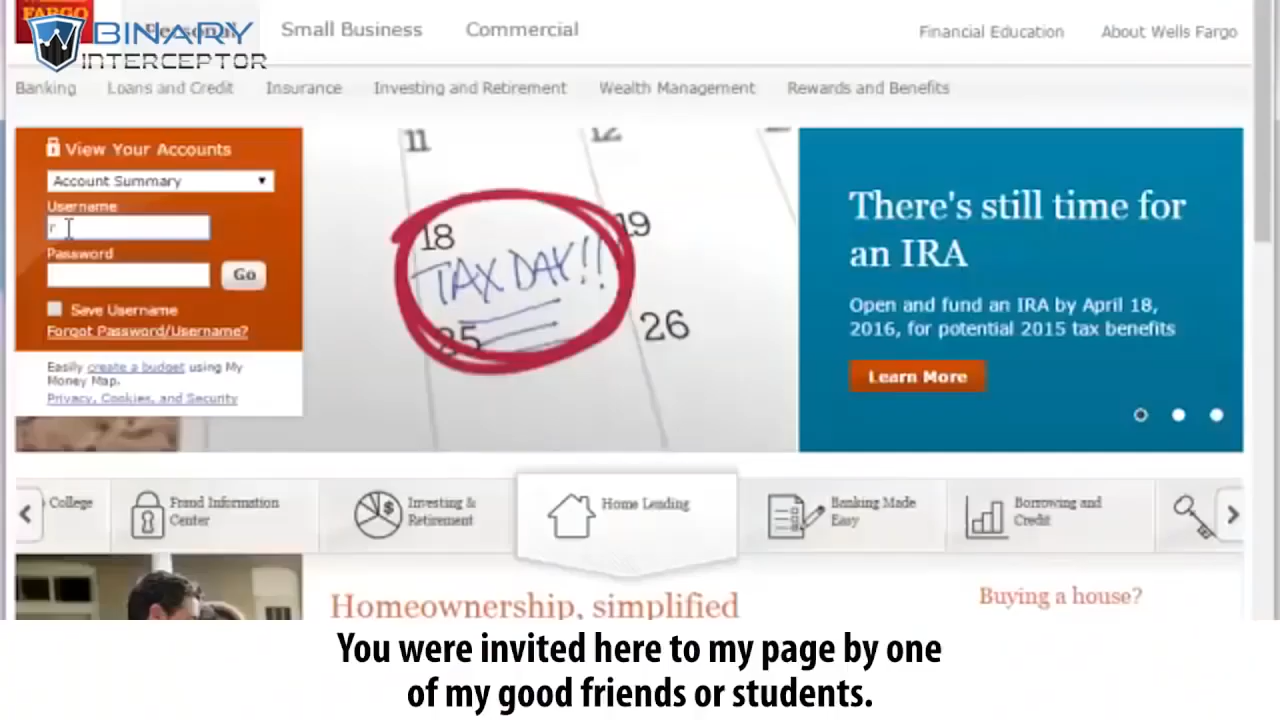 FARGO
BINARY
INTERCEPTOR
Personal
Small Business
Commercial
Financial Education
About Wells Fargo
Banking
Loans and Credit
Insurance
Investing and Retirement
Wealth Management
Rewards and Benefits
View Your Accounts
Account Summary
Username
r
Password
Go
Save Username
Forgot Password/Username?
Easily create a budget using My
Money Map.
Privacy, Cookies, and Security
11
12
18
19
TAX DAY!!
25
26
There's still time for
an IRA
Open and fund an IRA by April 18,
2016, for potential 2015 tax benefits
Learn More
College
Fraud Information
Center
Investing &
Retirement
Home Lending
Banking Made
Easy
Borrowing and
Credit
Homeownership, simplified
Buying a house?
You were invited here to my page by one
of my good friends or students.